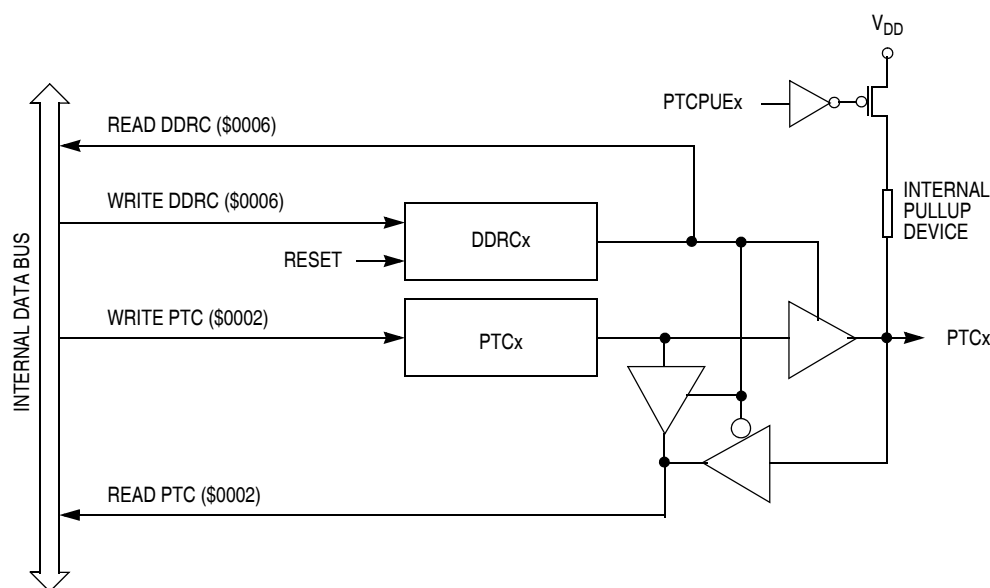 V_DD
PTCPUEx
READ DDRC ($0006)
WRITE DDRC ($0006)
INTERNAL
PULLUP
DEVICE
DDRCx
RESET
INTERNAL DATA BUS
WRITE PTC ($0002)
PTCx
PTCx
READ PTC ($0002)